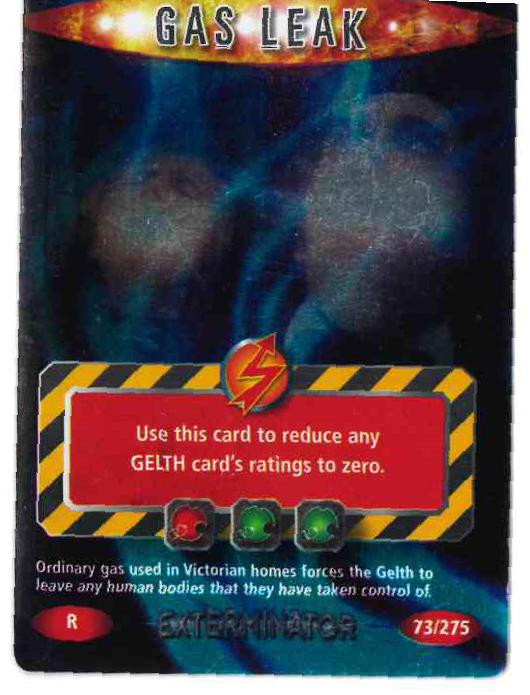 GAS LEAK
Use this card to reduce any
GELTH card's ratings to zero.
Ordinary gas used in Victorian homes forces the Gelth to
leave any human bodies that they have taken control of.
R
EXTERMINATOR
73/275